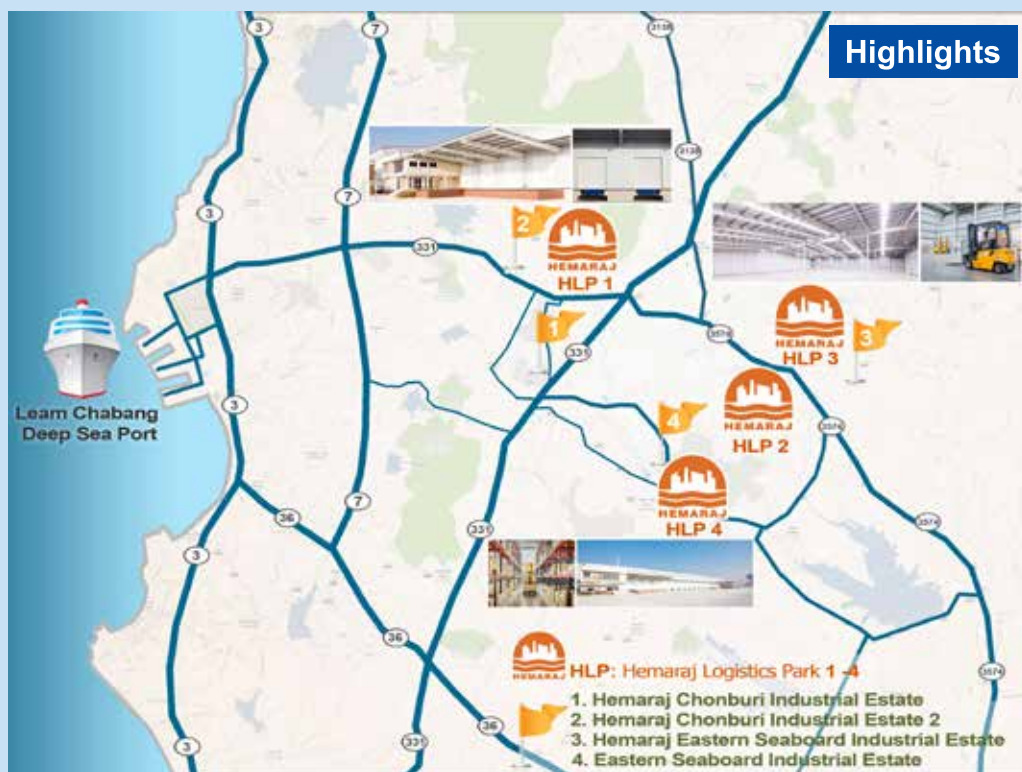 Highlights
3
7
3138
3138
7
3
2
HEMARAJ
HLP 1
331
1
331
3574
HEMARAJ
HLP 3
3
Leam Chabang
Deep Sea Port
3
4
HEMARAJ
HLP 2
3574
HEMARAJ
HLP 4
7
36
331
3574
3
36
HEMARAJ
HLP: Hemaraj Logistics Park 1 -4
3574
1. Hemaraj Chonburi Industrial Estate
2. Hemaraj Chonburi Industrial Estate 2
3. Hemaraj Eastern Seaboard Industrial Estate
4. Eastern Seaboard Industrial Estate
36
331
3